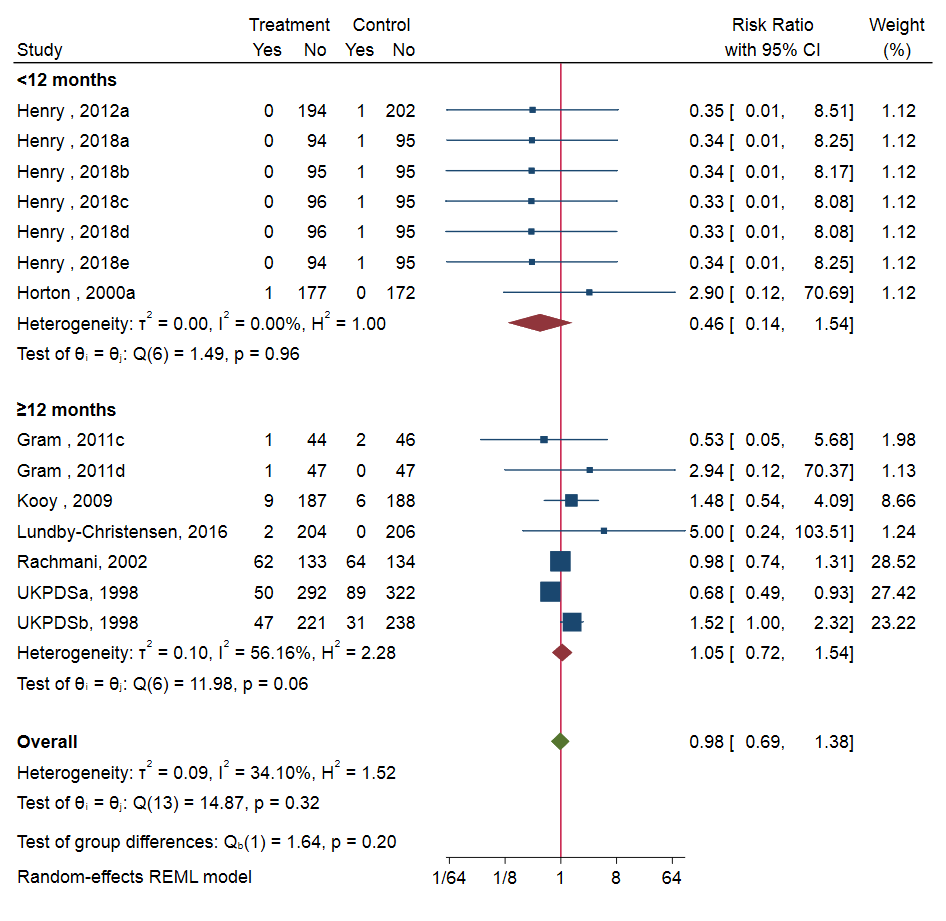 Treatment Control Risk Ratio Weight
Study Yes No Yes No with 95% CI (%)
<12 months
Henry , 2012a 0 194 1 202 0.35 [ 0.01, 8.51] 1.12
Henry , 2018a 0 94 1 95 0.34 [ 0.01, 8.25] 1.12
Henry , 2018b 0 95 1 95 0.34 [ 0.01, 8.17] 1.12
Henry , 2018c 0 96 1 95 0.33 [ 0.01, 8.08] 1.12
Henry , 2018d 0 96 1 95 0.33 [ 0.01, 8.08] 1.12
Henry , 2018e 0 94 1 95 0.34 [ 0.01, 8.25] 1.12
Horton , 2000a 1 177 0 172 2.90 [ 0.12, 70.69] 1.12
Heterogeneity: τ² = 0.00, I² = 0.00%, H² = 1.00 0.46 [ 0.14, 1.54]
Test of θᵢ = θⱼ: Q(6) = 1.49, p = 0.96
≥12 months
Gram , 2011c 1 44 2 46 0.53 [ 0.05, 5.68] 1.98
Gram , 2011d 1 47 0 47 2.94 [ 0.12, 70.37] 1.13
Kooy , 2009 9 187 6 188 1.48 [ 0.54, 4.09] 8.66
Lundby-Christensen, 2016 2 204 0 206 5.00 [ 0.24, 103.51] 1.24
Rachmani, 2002 62 133 64 134 0.98 [ 0.74, 1.31] 28.52
UKPDSa, 1998 50 292 89 322 0.68 [ 0.49, 0.93] 27.42
UKPDSb, 1998 47 221 31 238 1.52 [ 1.00, 2.32] 23.22
Heterogeneity: τ² = 0.10, I² = 56.16%, H² = 2.28 1.05 [ 0.72, 1.54]
Test of θᵢ = θⱼ: Q(6) = 11.98, p = 0.06
Overall 0.98 [ 0.69, 1.38]
Heterogeneity: τ² = 0.09, I² = 34.10%, H² = 1.52
Test of θᵢ = θⱼ: Q(13) = 14.87, p = 0.32
Test of group differences: Qᵦ(1) = 1.64, p = 0.20
1/64 1/8 1 8 64
Random-effects REML model